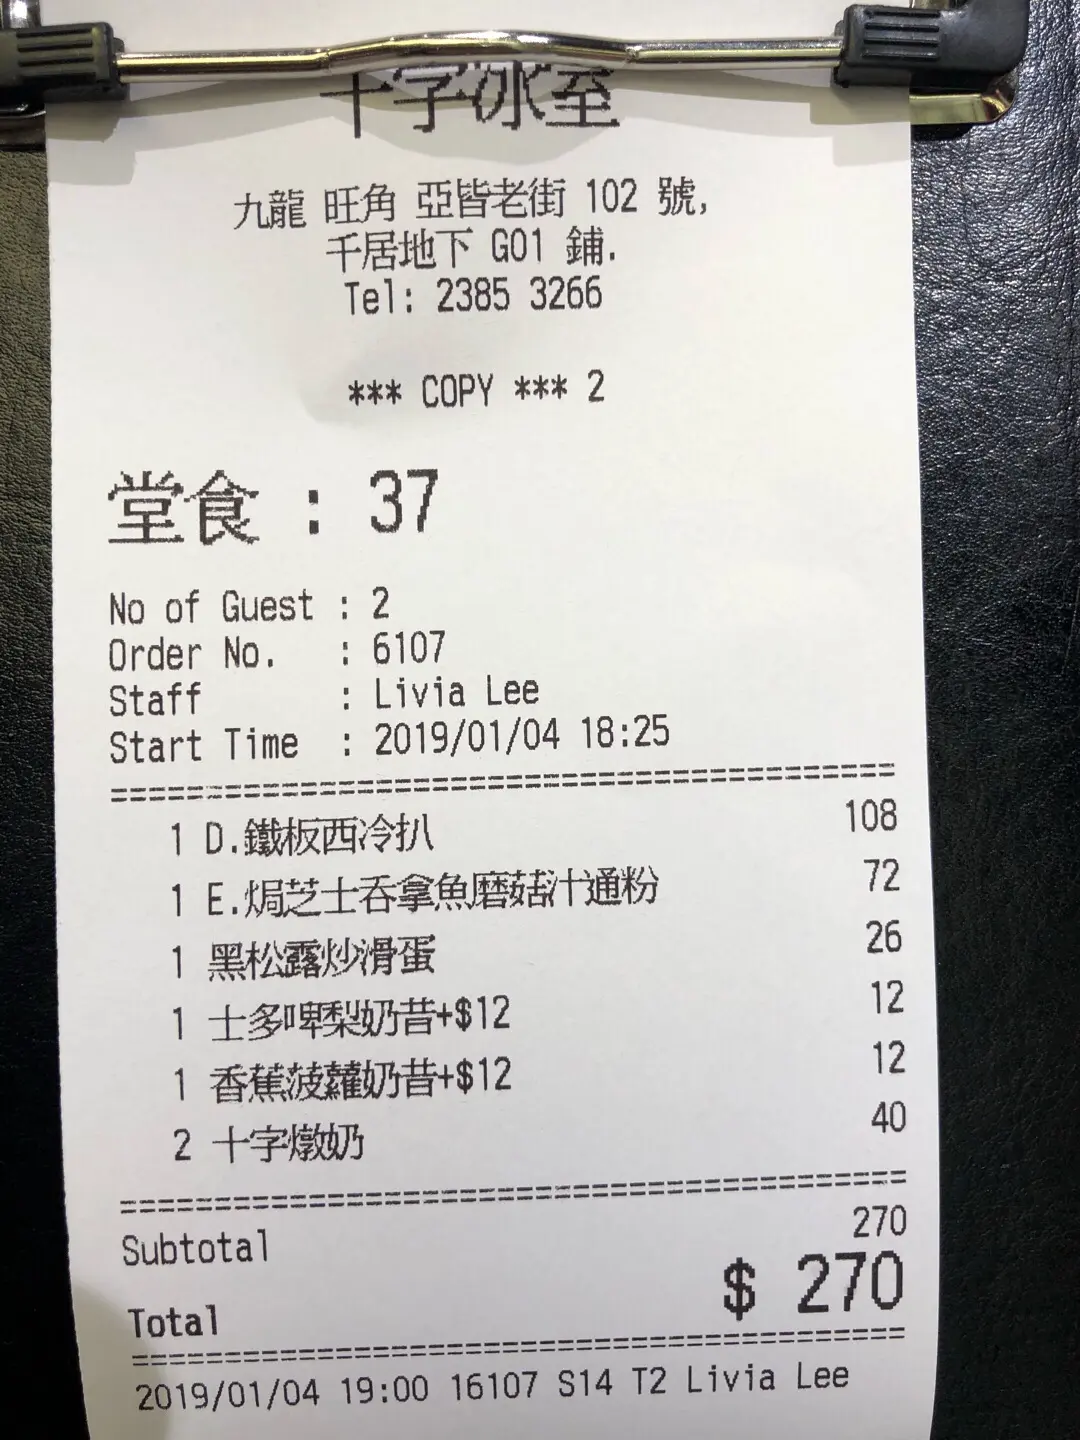 十字冰室
九龍 旺角 亞皆老街 102 號,
千居地下 G01 鋪.
Tel: 2385 3266
*** COPY *** 2
堂食 : 37
No of Guest : 2
Order No. : 6107
Staff : Livia Lee
Start Time : 2019/01/04 18:25
1 D.鐵板西冷扒 108
1 E.焗芝士吞拿魚磨菇汁通粉 72
1 黑松露炒滑蛋 26
1 士多啤梨奶昔+$12 12
1 香蕉菠蘿奶昔+$12 12
2 十字燉奶 40
Subtotal 270
Total $ 270
2019/01/04 19:00 16107 S14 T2 Livia Lee